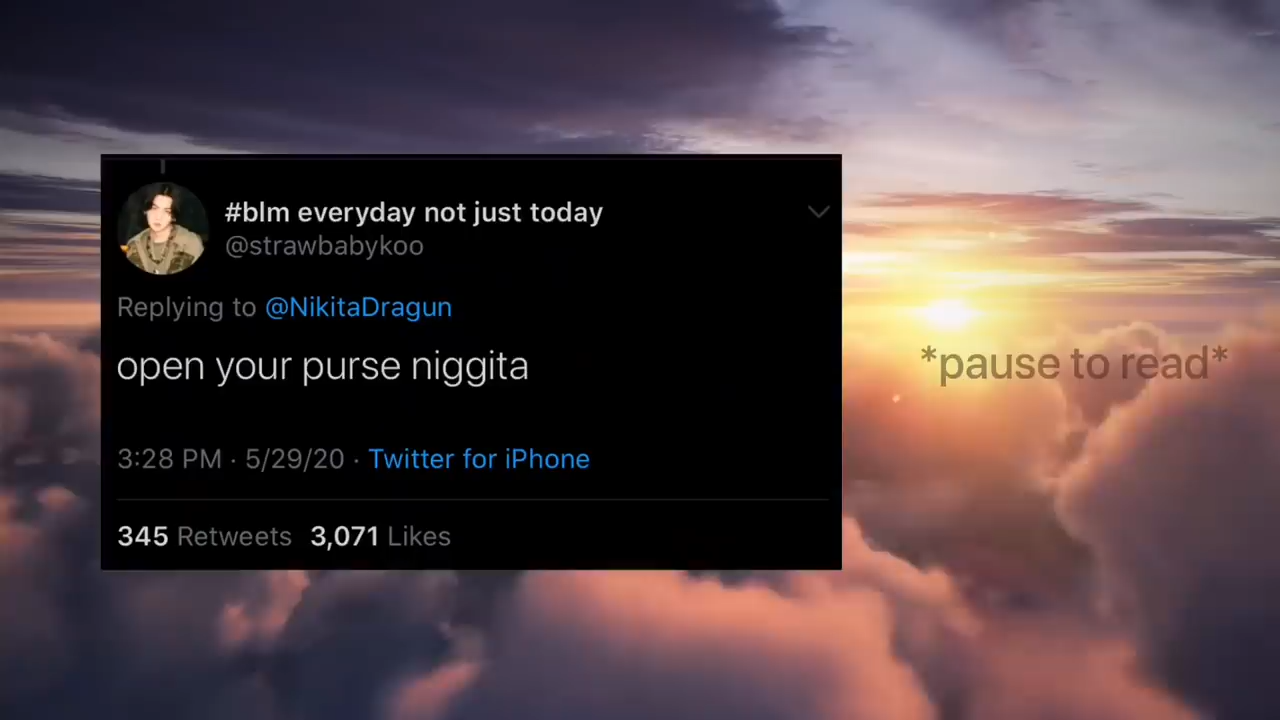 #blm everyday not just today
@strawbabykoo
Replying to @NikitaDragun
open your purse niggita
*pause to read*
3:28 PM · 5/29/20 · Twitter for iPhone
345 Retweets 3,071 Likes